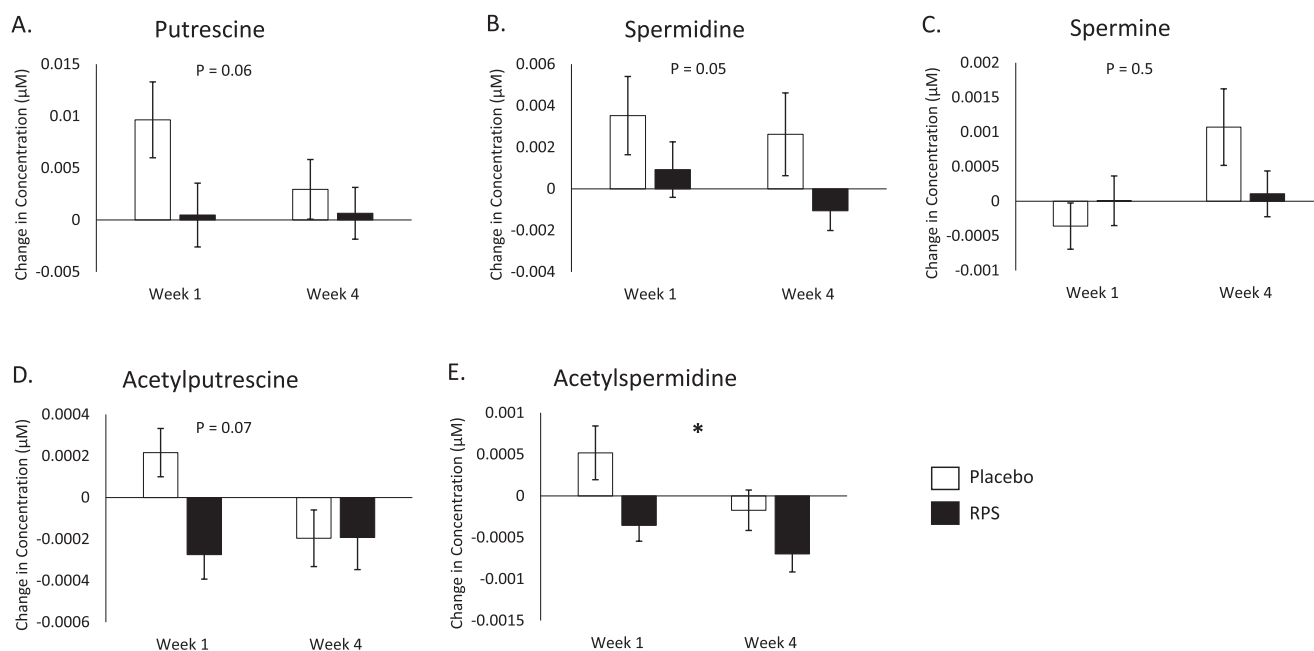 A.
Putrescine
P = 0.06
Change in Concentration (µM)
0.015
0.01
0.005
0
-0.005
Week 1
Week 4
B.
Spermidine
P = 0.05
Change in Concentration (µM)
0.006
0.004
0.002
0
-0.002
-0.004
Week 1
Week 4
C.
Spermine
P = 0.5
Change in Concentration (µM)
0.002
0.0015
0.001
0.0005
0
-0.0005
-0.001
Week 1
Week 4
D.
Acetylputrescine
P = 0.07
Change in Concentration (µM)
0.0004
0.0002
0
-0.0002
-0.0004
-0.0006
Week 1
Week 4
E.
Acetylspermidine
*
Change in Concentration (µM)
0.001
0.0005
0
-0.0005
-0.001
-0.0015
Week 1
Week 4
Placebo
RPS